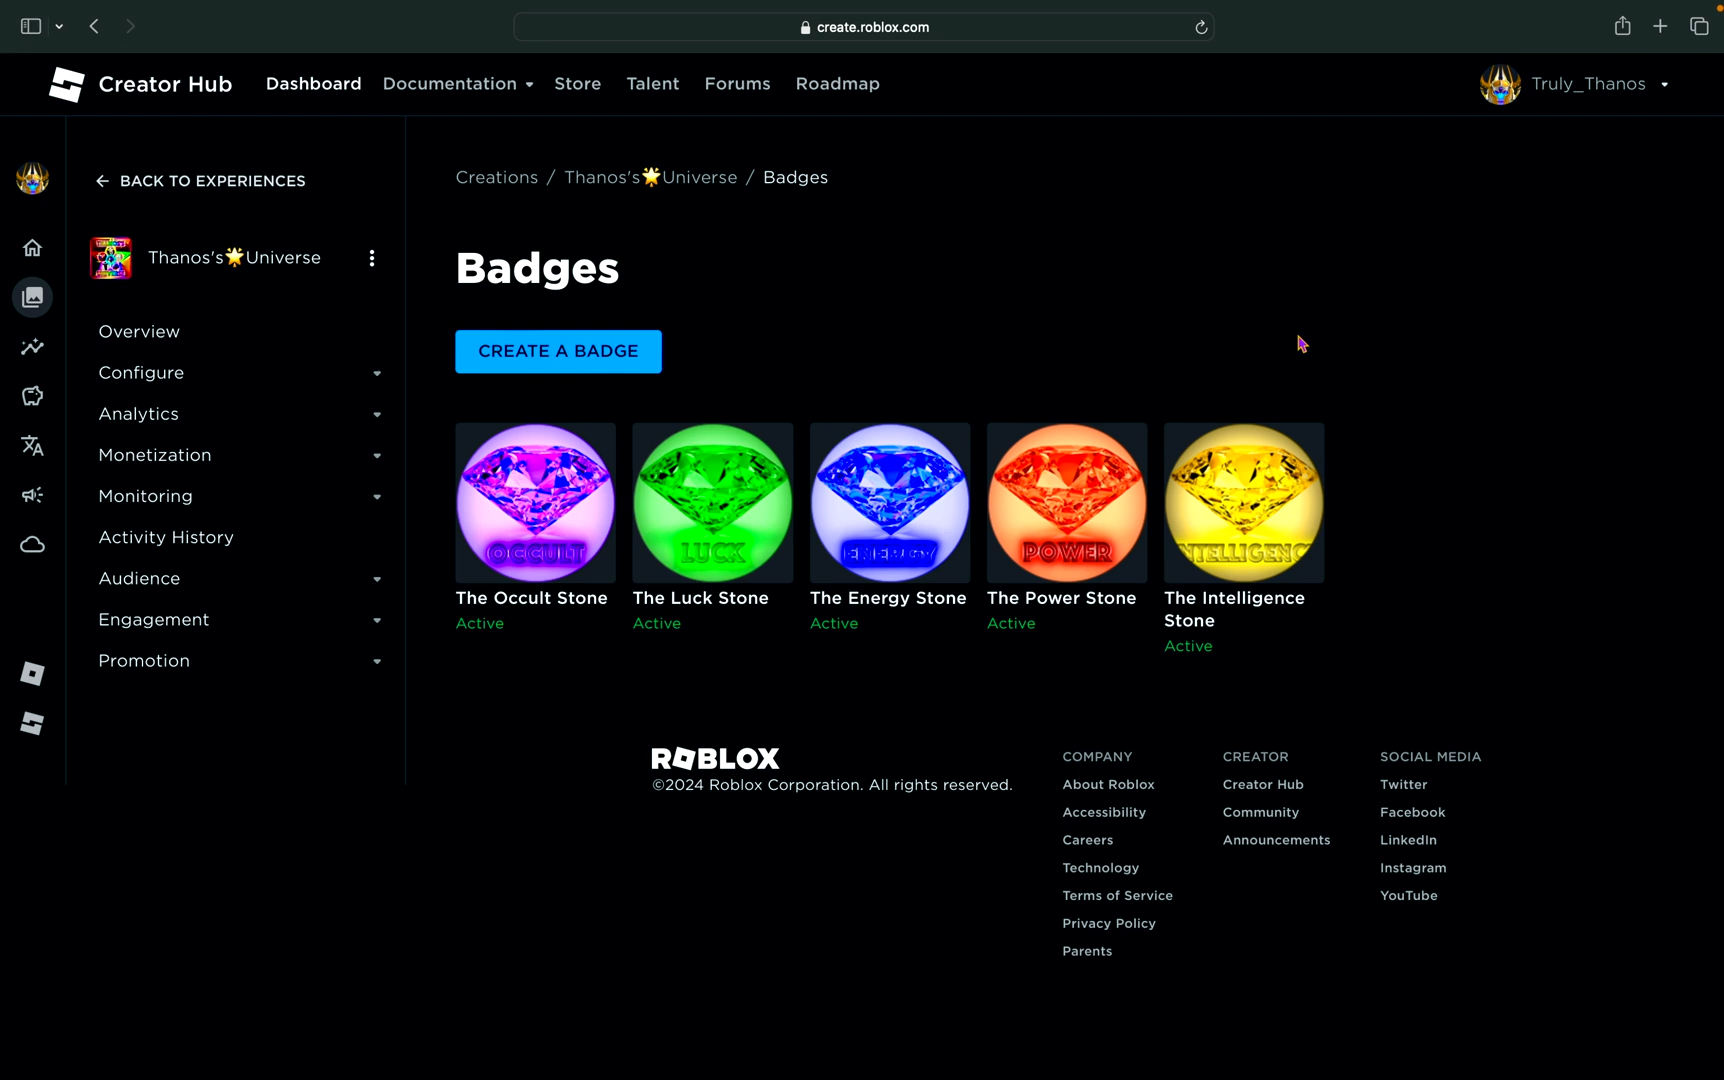 create.roblox.com
Creator Hub
Dashboard
Documentation
Store
Talent
Forums
Roadmap
Truly_Thanos
BACK TO EXPERIENCES
Thanos's🌟Universe
Overview
Configure
Analytics
Monetization
Monitoring
Activity History
Audience
Engagement
Promotion
Creations / Thanos's🌟Universe / Badges
Badges
CREATE A BADGE
OCCULT
The Occult Stone
Active
LUCK
The Luck Stone
Active
ENERGY
The Energy Stone
Active
POWER
The Power Stone
Active
INTELLIGENC
The Intelligence
Stone
Active
ROBLOX
©2024 Roblox Corporation. All rights reserved.
COMPANY
About Roblox
Accessibility
Careers
Technology
Terms of Service
Privacy Policy
Parents
CREATOR
Creator Hub
Community
Announcements
SOCIAL MEDIA
Twitter
Facebook
LinkedIn
Instagram
YouTube